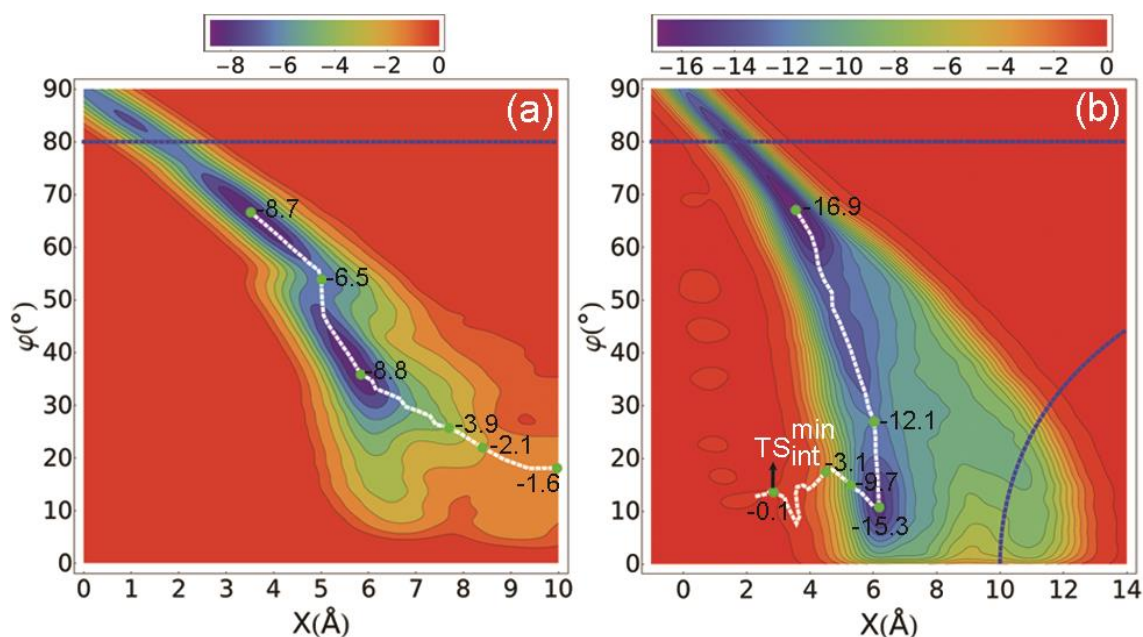 −8 −6 −4 −2 0
−16 −14 −12 −10 −8 −6 −4 −2 0
(a)
90
80
70
60
50
40
30
20
10
0
φ(°)
-8.7
-6.5
-8.8
-3.9
-2.1
-1.6
0 1 2 3 4 5 6 7 8 9 10
X(Å)
(b)
90
80
70
60
50
40
30
20
10
0
φ(°)
-16.9
-12.1
TS min int
-3.1
-9.7
-0.1
-15.3
0 2 4 6 8 10 12 14
X(Å)